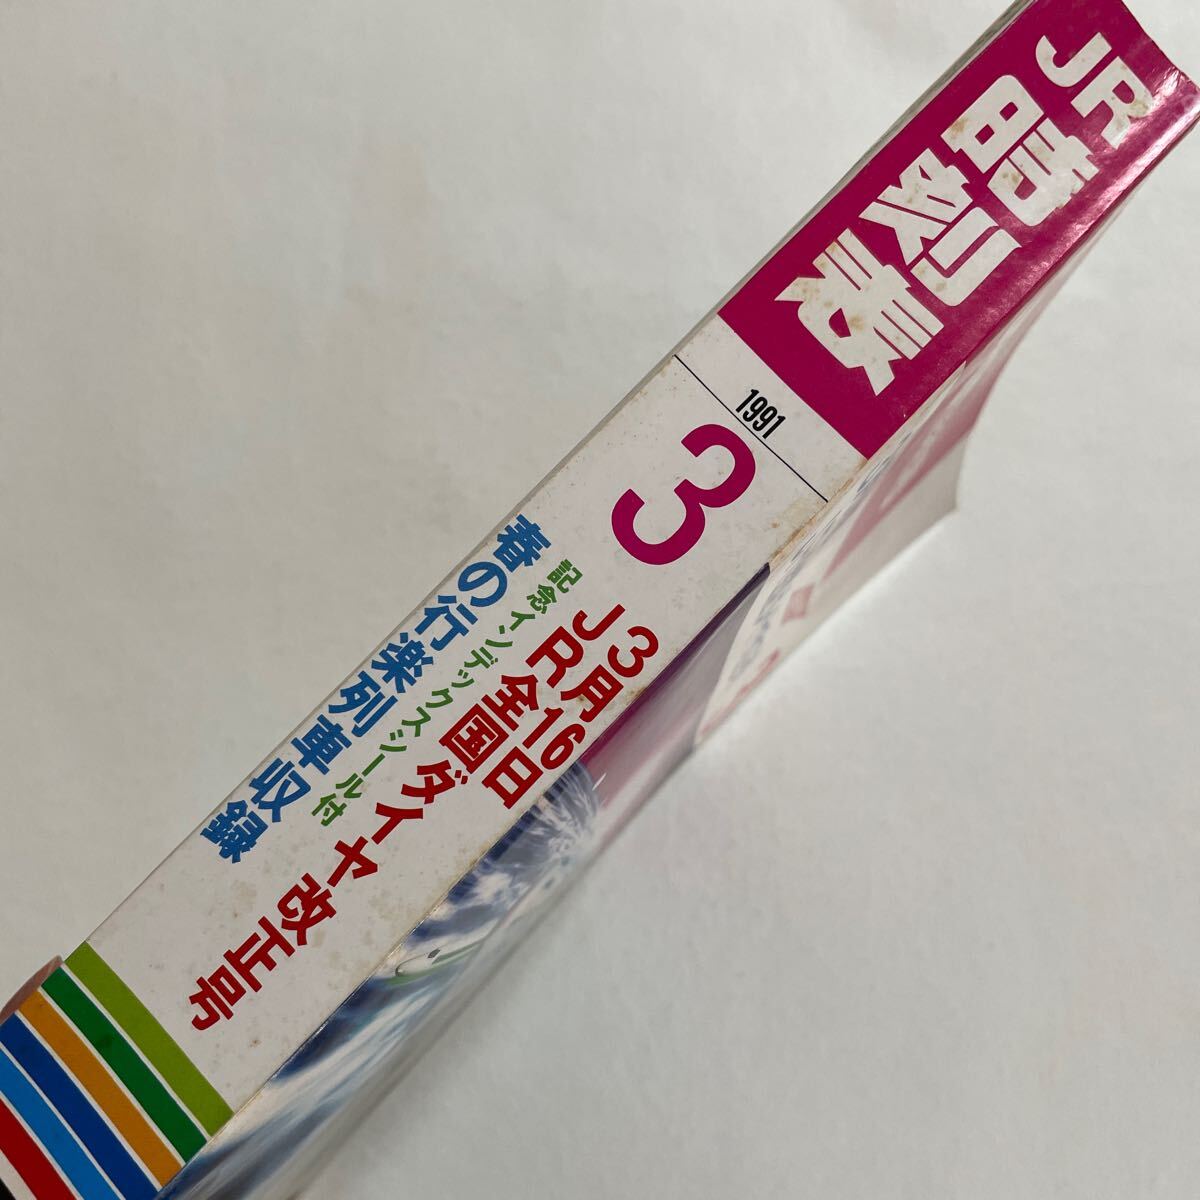 JR
時刻表
1991
3
3月16日
JR全国ダイヤ改正号
記念インデックスシール付
春の行楽列車収録